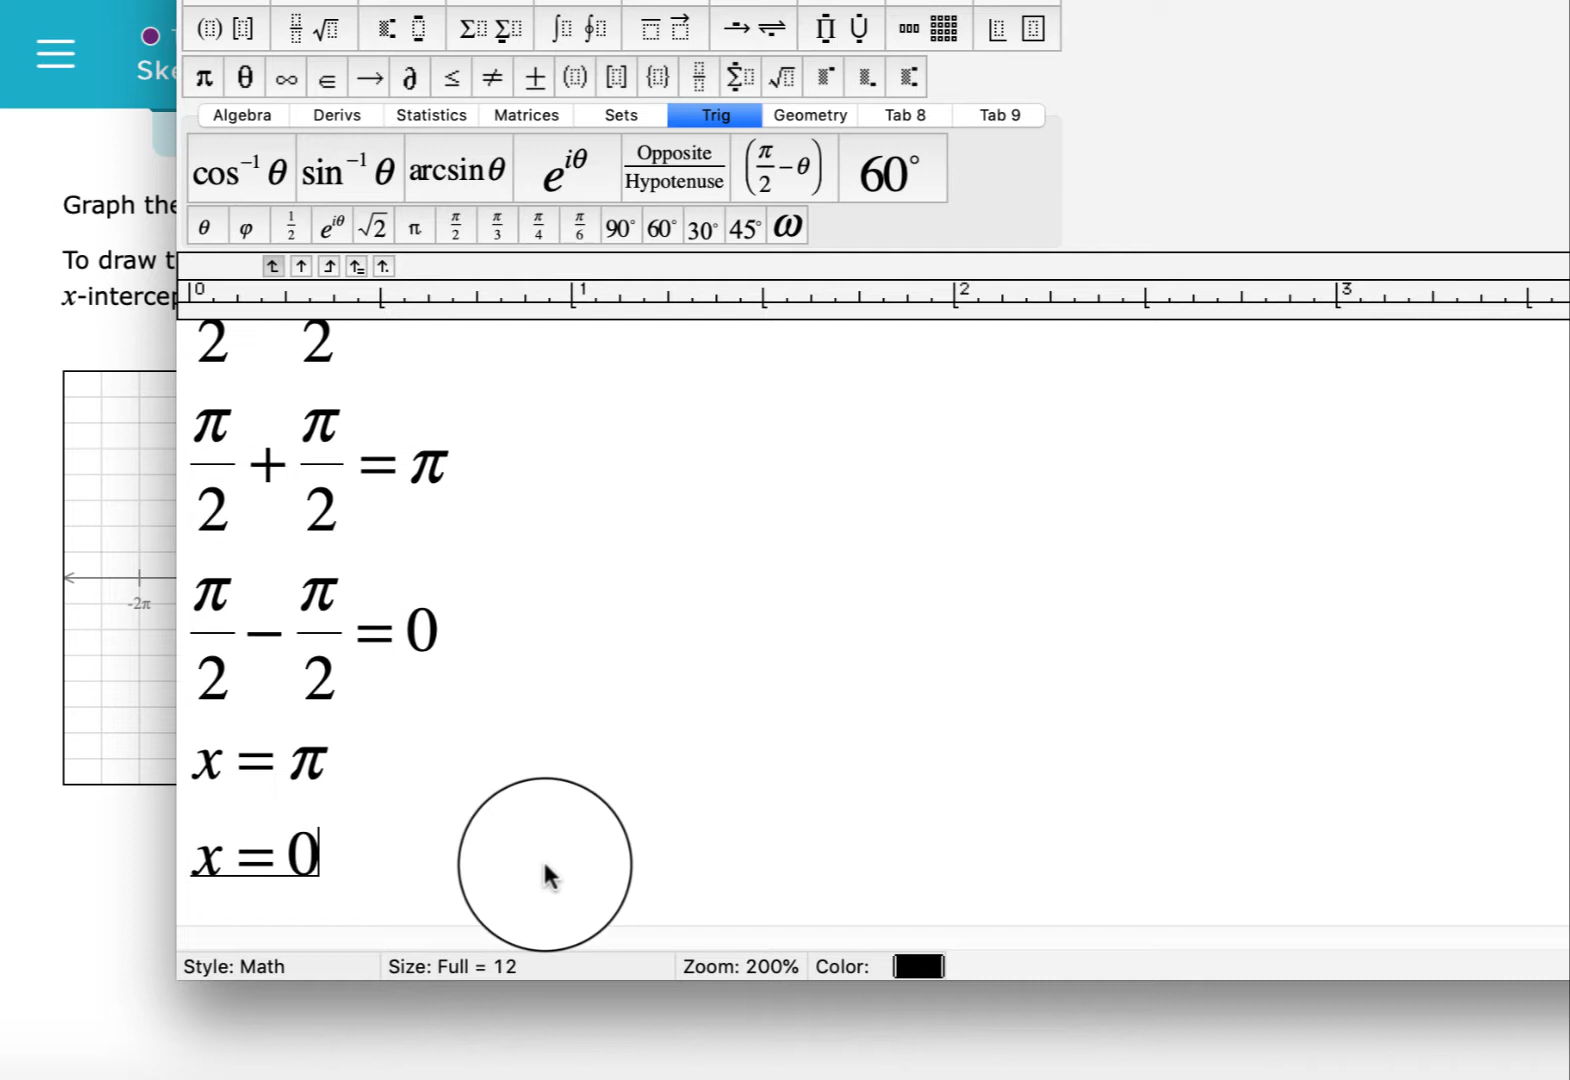 Ske
Graph the
To draw t
x-intercep
-2π
(▯) [▯] √▯ Σ▯ Σ▯ ∫▯ ∮▯ → ⇌ Π̇ U̇
π θ ∞ ∈ → ∂ ≤ ≠ ± (▯) [▯] {▯} Σ▯ √▯
Algebra Derivs Statistics Matrices Sets Trig Geometry Tab 8 Tab 9
cos⁻¹ θ sin⁻¹ θ arcsin θ e^{iθ} Opposite/Hypotenuse (π/2 − θ) 60°
θ φ 1/2 e^{iθ} √2 π π/2 π/3 π/4 π/6 90° 60° 30° 45° ω
0 1 2 3
2 2
π/2 + π/2 = π
π/2 − π/2 = 0
x = π
x = 0
Style: Math Size: Full = 12 Zoom: 200% Color: